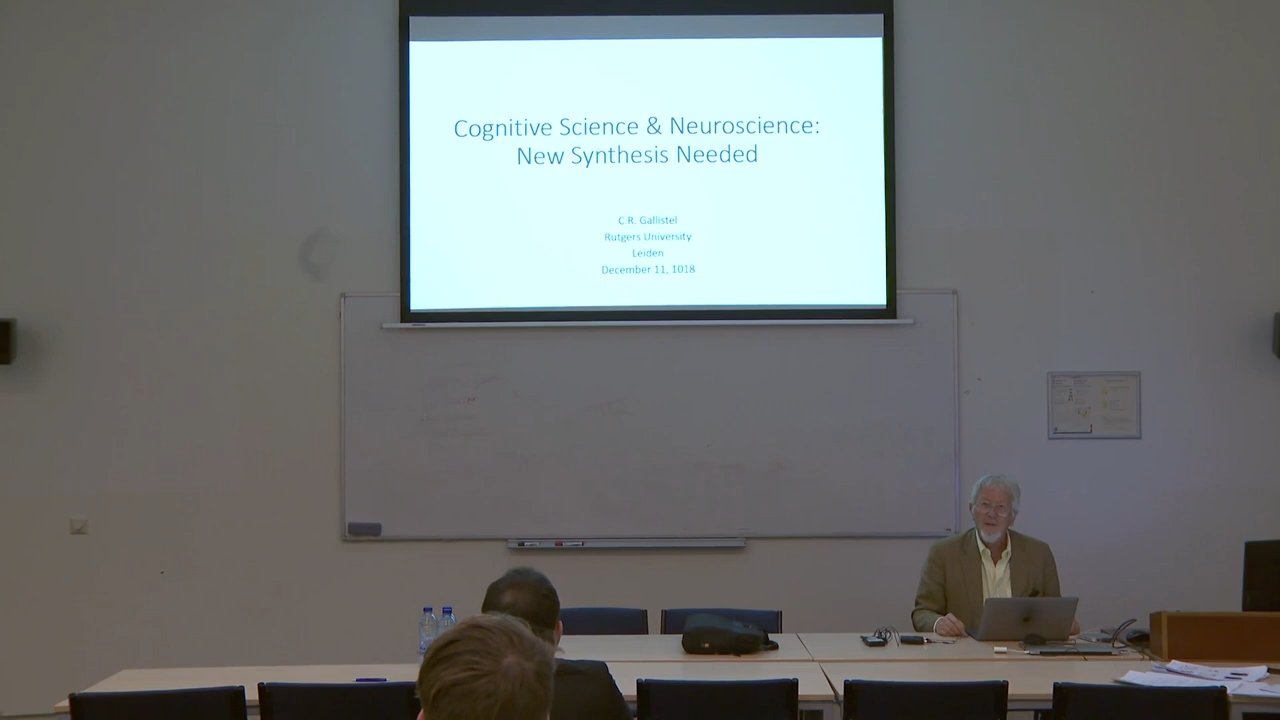 Cognitive Science & Neuroscience:
New Synthesis Needed
C.R. Gallistel
Rutgers University
Leiden
December 11, 1018